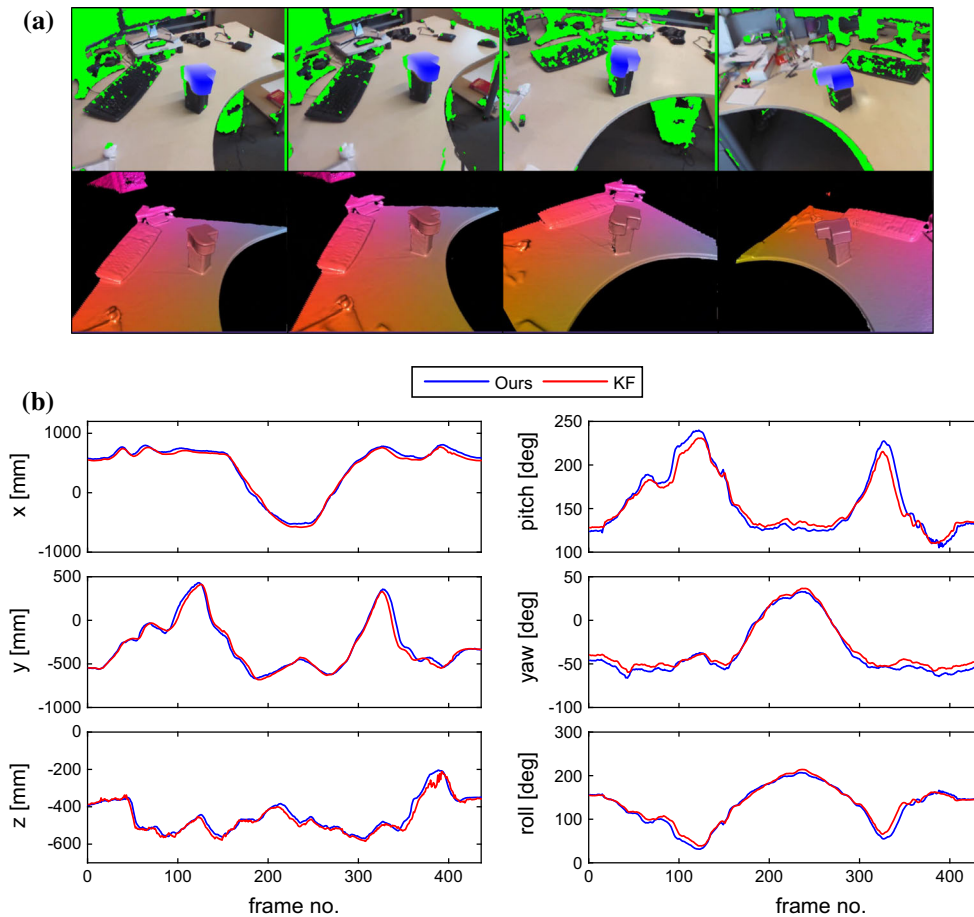 (a)
(b)
Ours KF
x [mm]
1000
0
-1000
pitch [deg]
250
200
150
100
y [mm]
500
0
-500
-1000
yaw [deg]
50
0
-50
-100
z [mm]
0
-200
-400
-600
0 100 200 300 400
frame no.
roll [deg]
300
200
100
0
0 100 200 300 400
frame no.